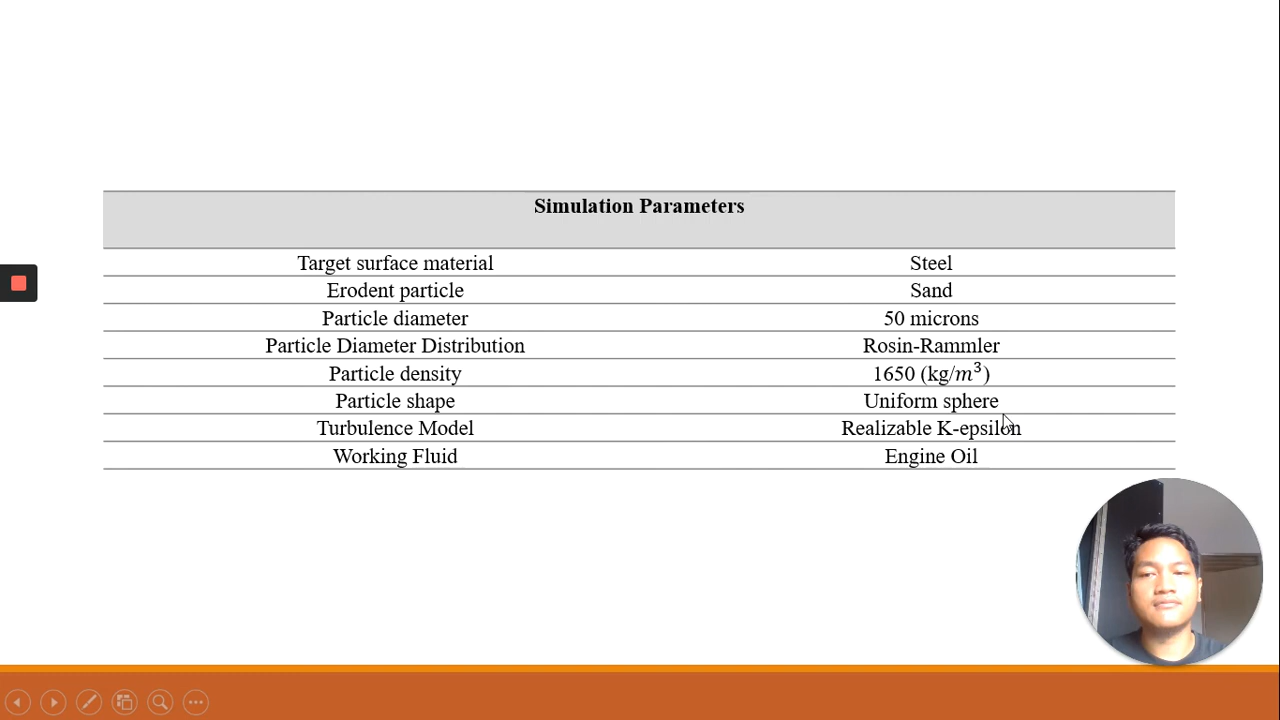 Simulation Parameters
Target surface material Steel
Erodent particle Sand
Particle diameter 50 microns
Particle Diameter Distribution Rosin-Rammler
Particle density 1650 (kg/m³)
Particle shape Uniform sphere
Turbulence Model Realizable K-epsilon
Working Fluid Engine Oil